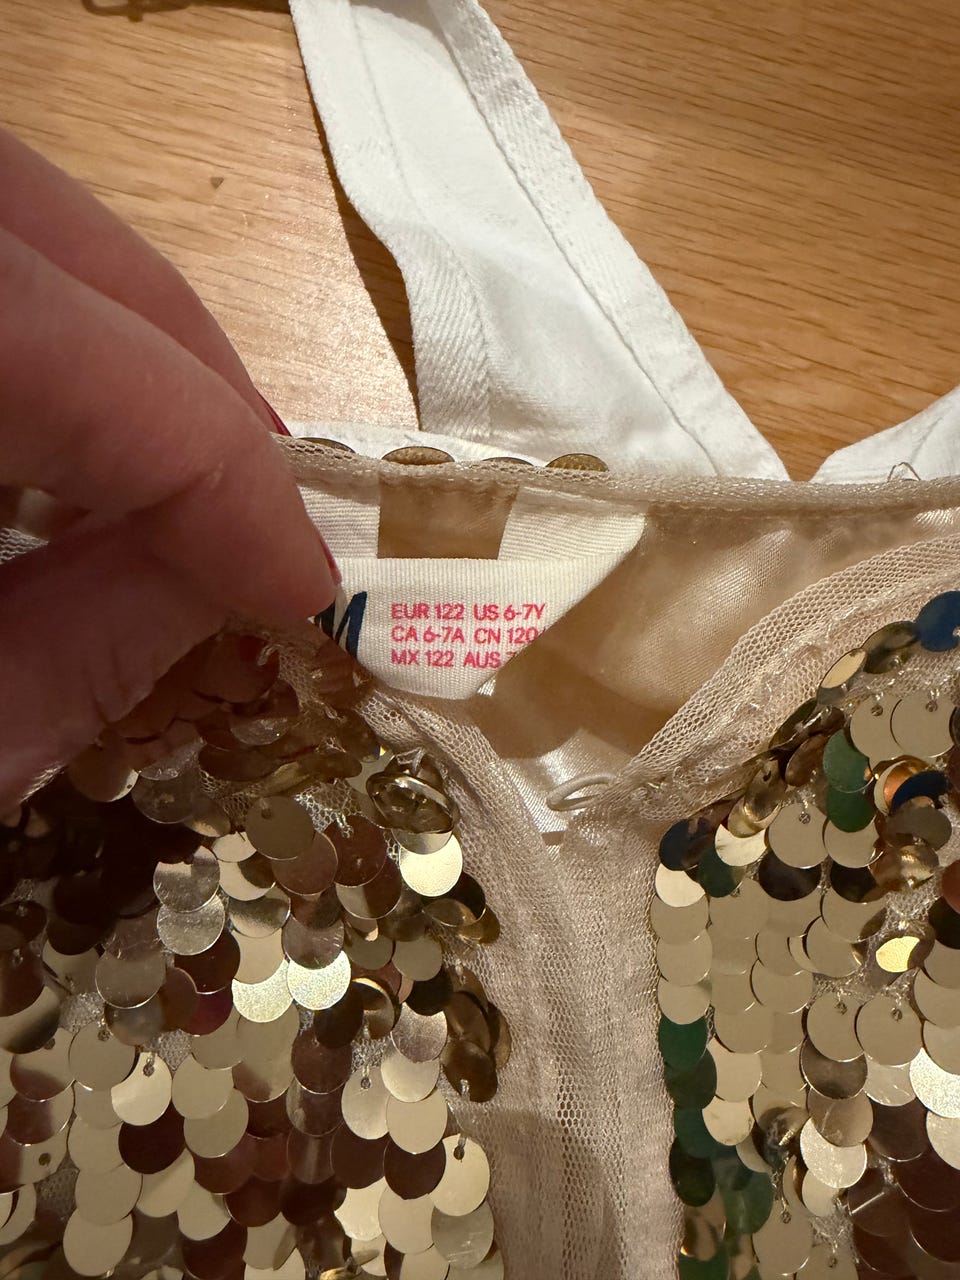 M
EUR 122 US 6-7Y
CA 6-7A CN 120
MX 122 AUS